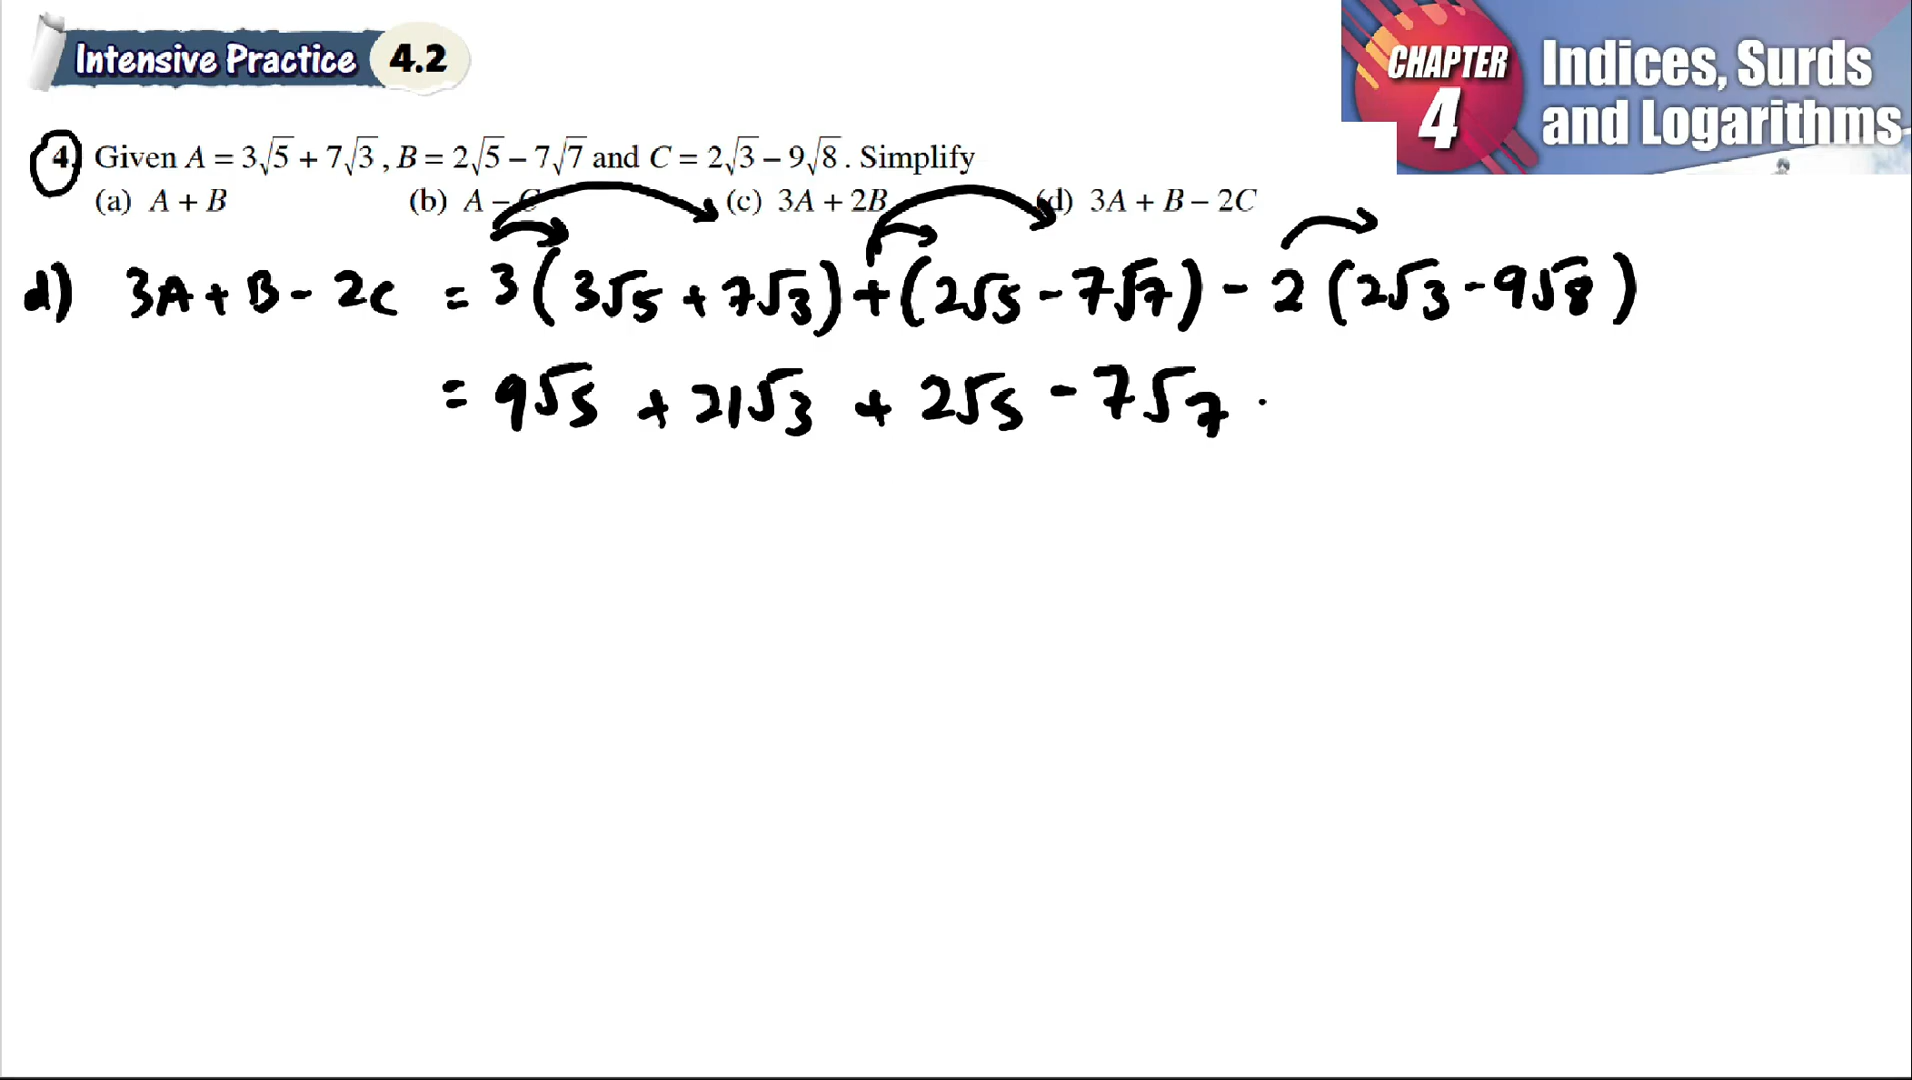 Intensive Practice 4.2
CHAPTER 4
Indices, Surds and Logarithms
4. Given A = 3√5 + 7√3, B = 2√5 – 7√7 and C = 2√3 – 9√8. Simplify
(a) A + B (b) A – C (c) 3A + 2B (d) 3A + B – 2C
d) 3A + B - 2C = 3(3√5 + 7√3) + (2√5 - 7√7) - 2(2√3 - 9√8)
= 9√5 + 21√3 + 2√5 - 7√7